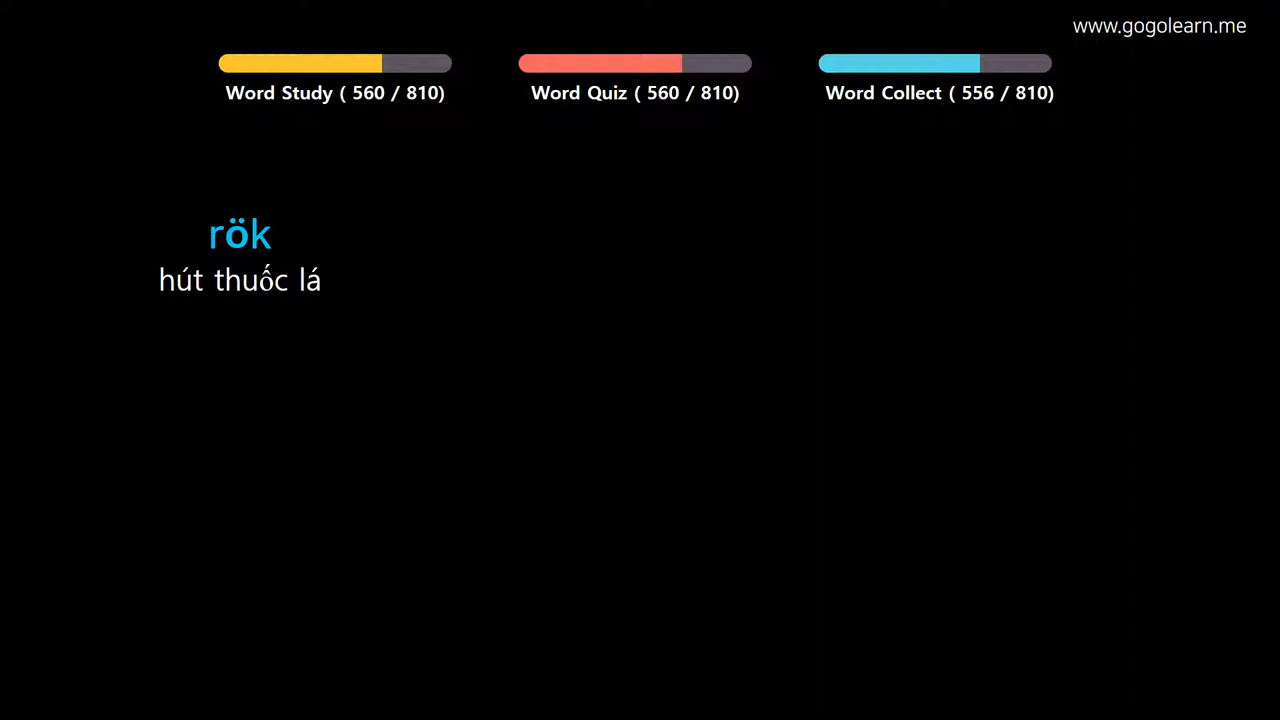 www.gogolearn.me
Word Study ( 560 / 810)
Word Quiz ( 560 / 810)
Word Collect ( 556 / 810)
rök
hút thuốc lá